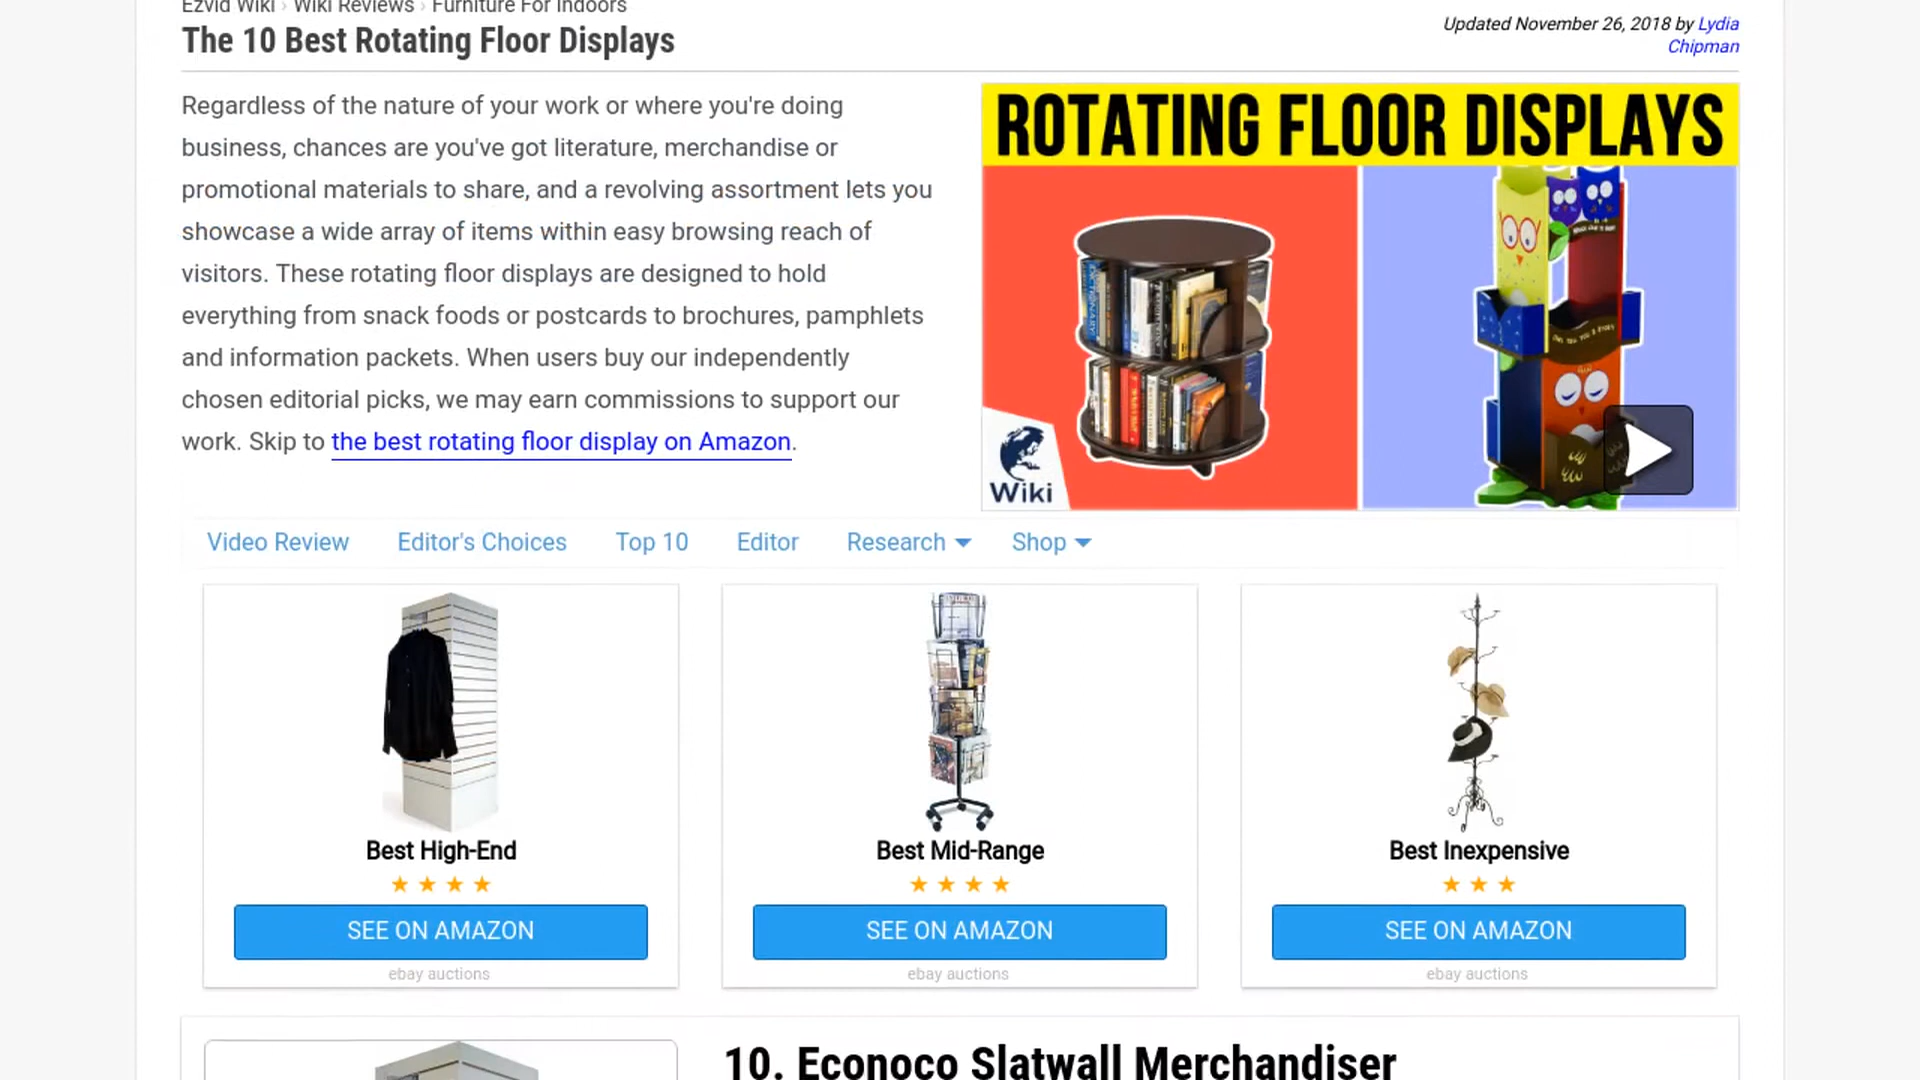 Ezvid Wiki › Wiki Reviews › Furniture For Indoors
The 10 Best Rotating Floor Displays
Updated November 26, 2018 by Lydia
Chipman
Regardless of the nature of your work or where you're doing
business, chances are you've got literature, merchandise or
promotional materials to share, and a revolving assortment lets you
showcase a wide array of items within easy browsing reach of
visitors. These rotating floor displays are designed to hold
everything from snack foods or postcards to brochures, pamphlets
and information packets. When users buy our independently
chosen editorial picks, we may earn commissions to support our
work. Skip to the best rotating floor display on Amazon.
ROTATING FLOOR DISPLAYS
Wiki
Video Review
Editor's Choices
Top 10
Editor
Research
Shop
Best High-End
SEE ON AMAZON
ebay auctions
Best Mid-Range
SEE ON AMAZON
ebay auctions
Best Inexpensive
SEE ON AMAZON
ebay auctions
10. Econoco Slatwall Merchandiser